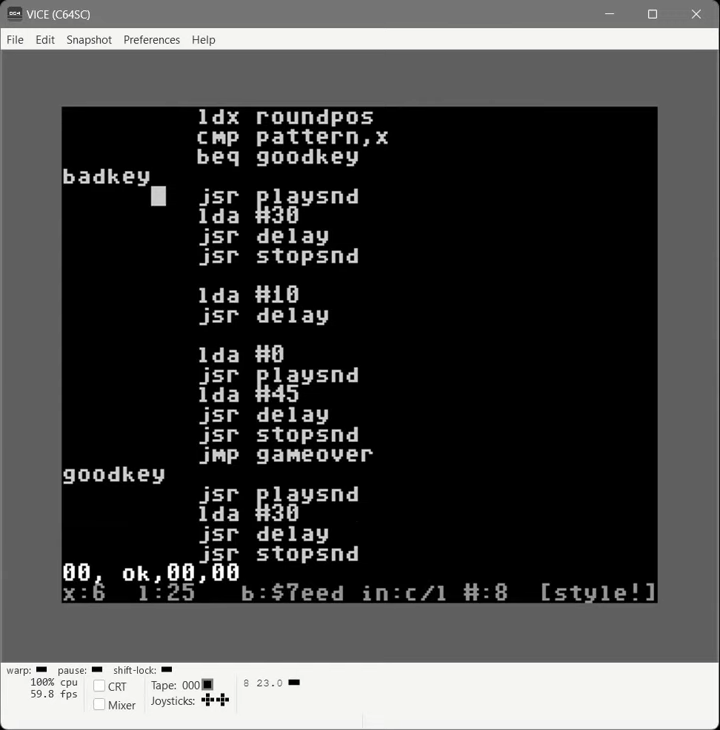 VICE (C64SC)
File Edit Snapshot Preferences Help
ldx roundpos
cmp pattern,x
beq goodkey
badkey
jsr playsnd
lda #30
jsr delay
jsr stopsnd
lda #10
jsr delay
lda #0
jsr playsnd
lda #45
jsr delay
jsr stopsnd
jmp gameover
goodkey
jsr playsnd
lda #30
jsr delay
jsr stopsnd
00, ok,00,00
x:6 l:25 b:$7eed in:c/l #:8 [style!]
warp: pause: shift-lock:
100% cpu CRT Tape: 000 8 23.0
59.8 fps Mixer Joysticks: